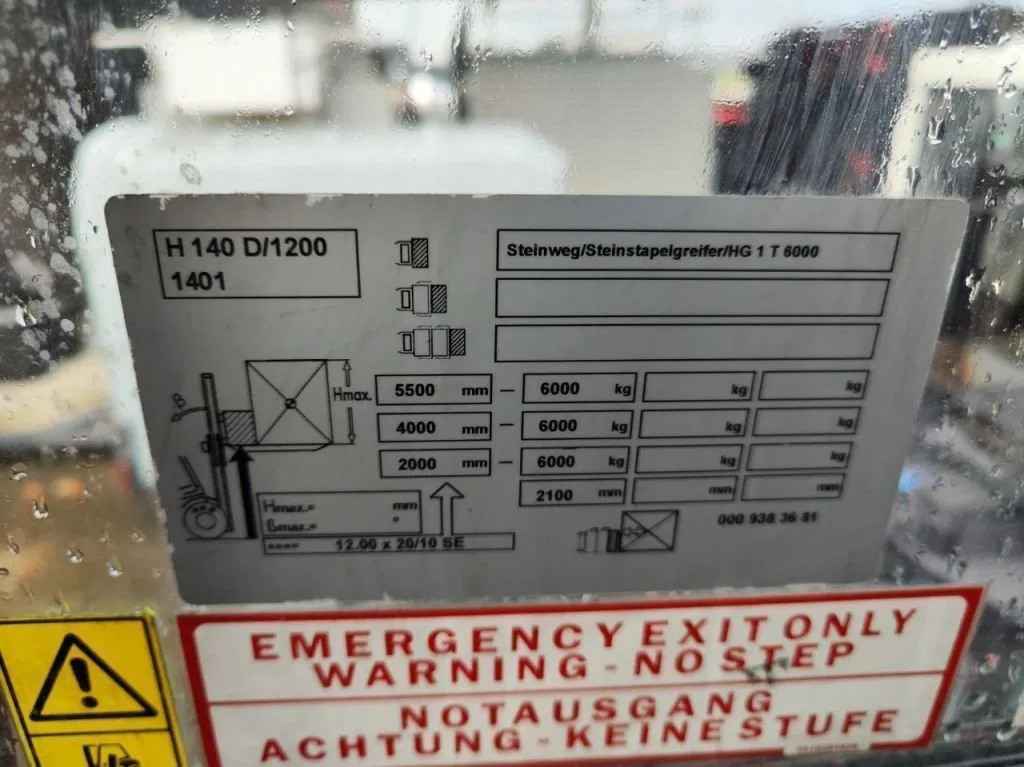 H 140 D/1200
1401
Steinweg/Steinstapelgreifer/HG 1 T 6000
Hmax.
B
5500 mm – 6000 kg kg kg
4000 mm – 6000 kg kg kg
2000 mm – 6000 kg kg kg
2100 mm mm mm
Hmax.= mm
Bmax.= °
12.00 x 20/10 SE
000 938 36 81
EMERGENCY EXIT ONLY
WARNING - NO STEP
NOTAUSGANG
ACHTUNG - KEINE STUFE